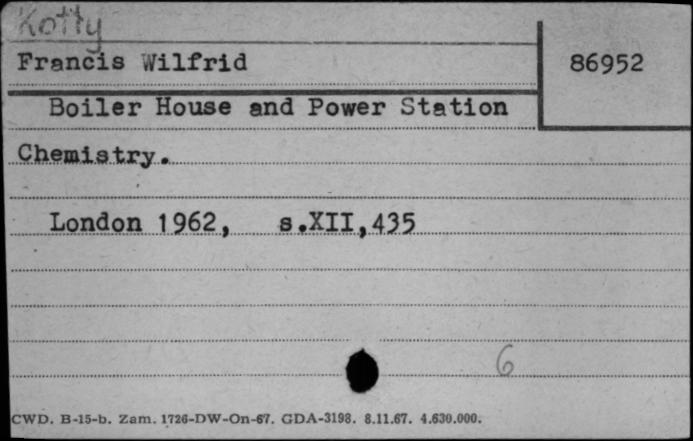 Kotty
Francis Wilfrid
86952
Boiler House and Power Station
Chemistry.
London 1962, s.XII,435
6
CWD. B-15-b. Zam. 1726-DW-On-67. GDA-3198. 8.11.67. 4.630.000.